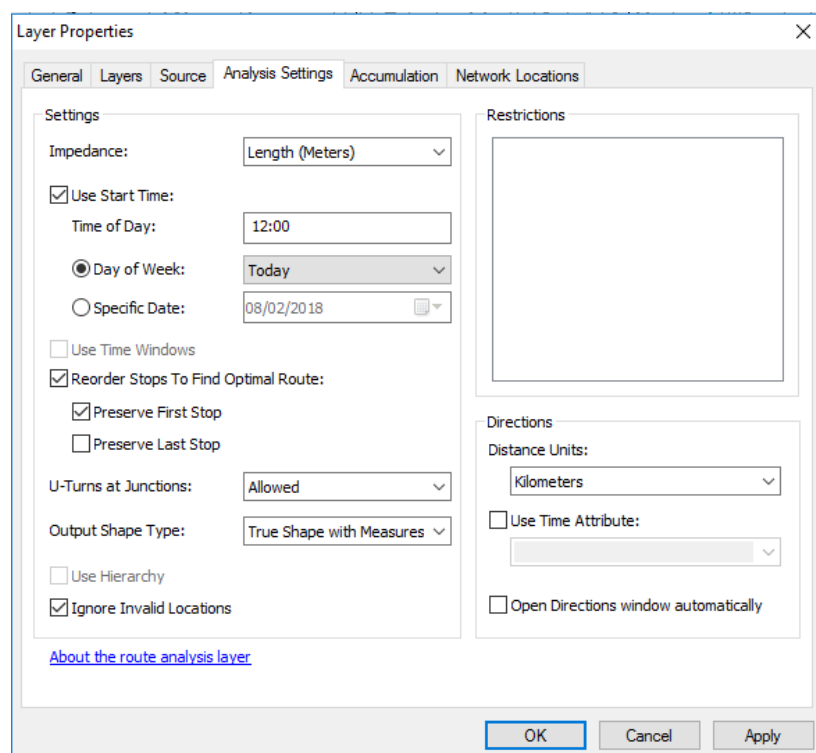 Layer Properties
General Layers Source Analysis Settings Accumulation Network Locations
Settings
Impedance: Length (Meters)
Use Start Time:
Time of Day: 12:00
Day of Week: Today
Specific Date: 08/02/2018
Use Time Windows
Reorder Stops To Find Optimal Route:
Preserve First Stop
Preserve Last Stop
U-Turns at Junctions: Allowed
Output Shape Type: True Shape with Measures
Use Hierarchy
Ignore Invalid Locations
Restrictions
Directions
Distance Units:
Kilometers
Use Time Attribute:
Open Directions window automatically
About the route analysis layer
OK Cancel Apply